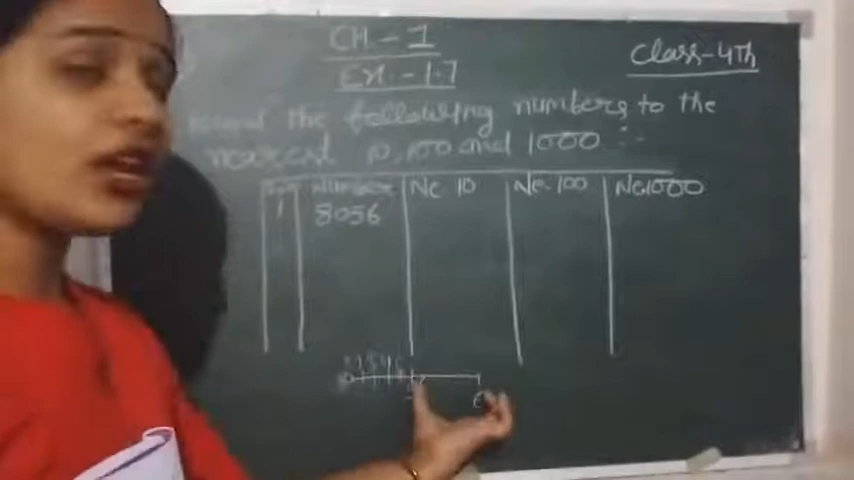 CH.-1
Class-4th
Ex.-1.7
the following numbers to the
nearest 10, 100 and 1000 :-
Number Ne 10 Ne.100 Ne.1000
1 8056